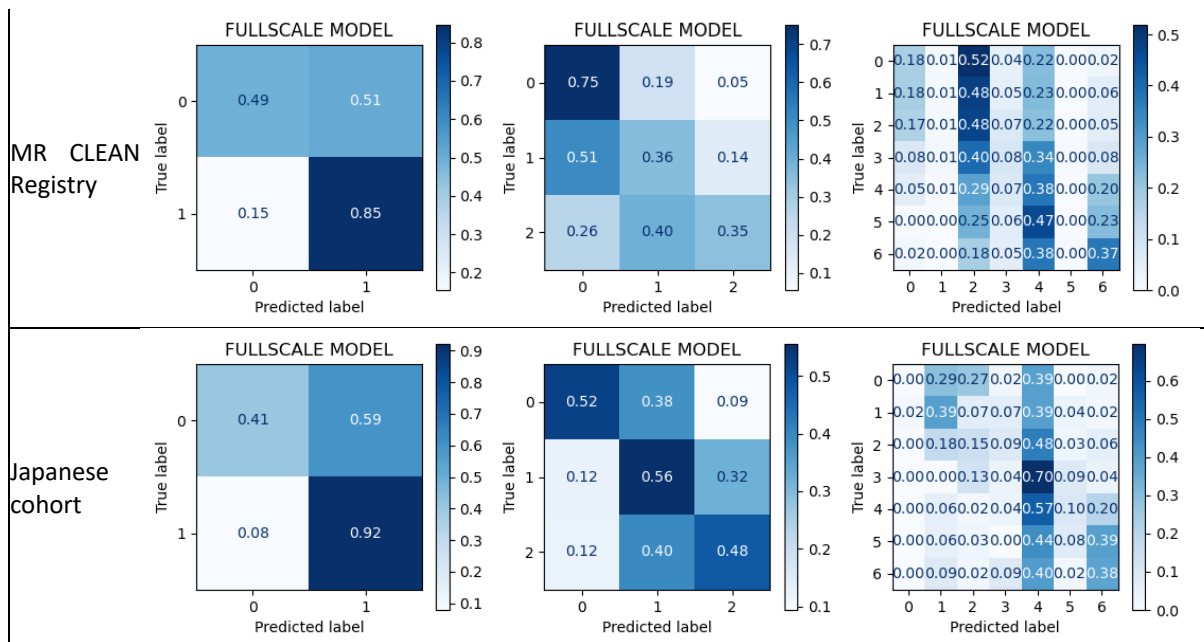 MR CLEAN
Registry
FULLSCALE MODEL
True label
0
0.49 0.51
1
0.15 0.85
0 1
Predicted label
0.8
0.7
0.6
0.5
0.4
0.3
0.2
FULLSCALE MODEL
True label
0
0.75 0.19 0.05
1
0.51 0.36 0.14
2
0.26 0.40 0.35
0 1 2
Predicted label
0.7
0.6
0.5
0.4
0.3
0.2
0.1
FULLSCALE MODEL
True label
0 0.18 0.01 0.52 0.04 0.22 0.00 0.02
1 0.18 0.01 0.48 0.05 0.23 0.00 0.06
2 0.17 0.01 0.48 0.07 0.22 0.00 0.05
3 0.08 0.01 0.40 0.08 0.34 0.00 0.08
4 0.05 0.01 0.29 0.07 0.38 0.00 0.20
5 0.00 0.00 0.25 0.06 0.47 0.00 0.23
6 0.02 0.00 0.18 0.05 0.38 0.00 0.37
0 1 2 3 4 5 6
Predicted label
0.5
0.4
0.3
0.2
0.1
0.0
Japanese
cohort
FULLSCALE MODEL
True label
0
0.41 0.59
1
0.08 0.92
0 1
Predicted label
0.9
0.8
0.7
0.6
0.5
0.4
0.3
0.2
0.1
FULLSCALE MODEL
True label
0
0.52 0.38 0.09
1
0.12 0.56 0.32
2
0.12 0.40 0.48
0 1 2
Predicted label
0.5
0.4
0.3
0.2
0.1
FULLSCALE MODEL
True label
0 0.00 0.29 0.27 0.02 0.39 0.00 0.02
1 0.02 0.39 0.07 0.07 0.39 0.04 0.02
2 0.00 0.18 0.15 0.09 0.48 0.03 0.06
3 0.00 0.00 0.13 0.04 0.70 0.09 0.04
4 0.00 0.06 0.02 0.04 0.57 0.10 0.20
5 0.00 0.06 0.03 0.00 0.44 0.08 0.39
6 0.00 0.09 0.02 0.09 0.40 0.02 0.38
0 1 2 3 4 5 6
Predicted label
0.6
0.5
0.4
0.3
0.2
0.1
0.0